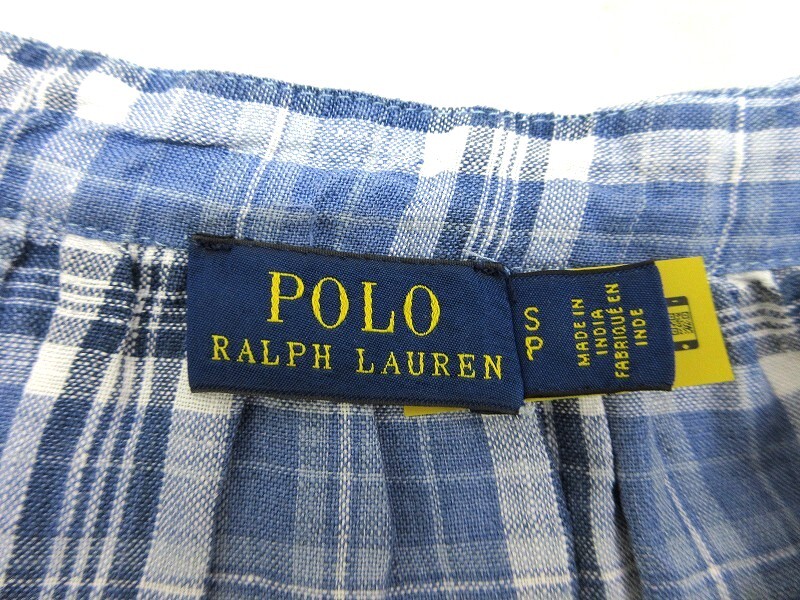 POLO
RALPH LAUREN
S
P
MADE IN
INDIA
FABRIQUÉ EN
INDE